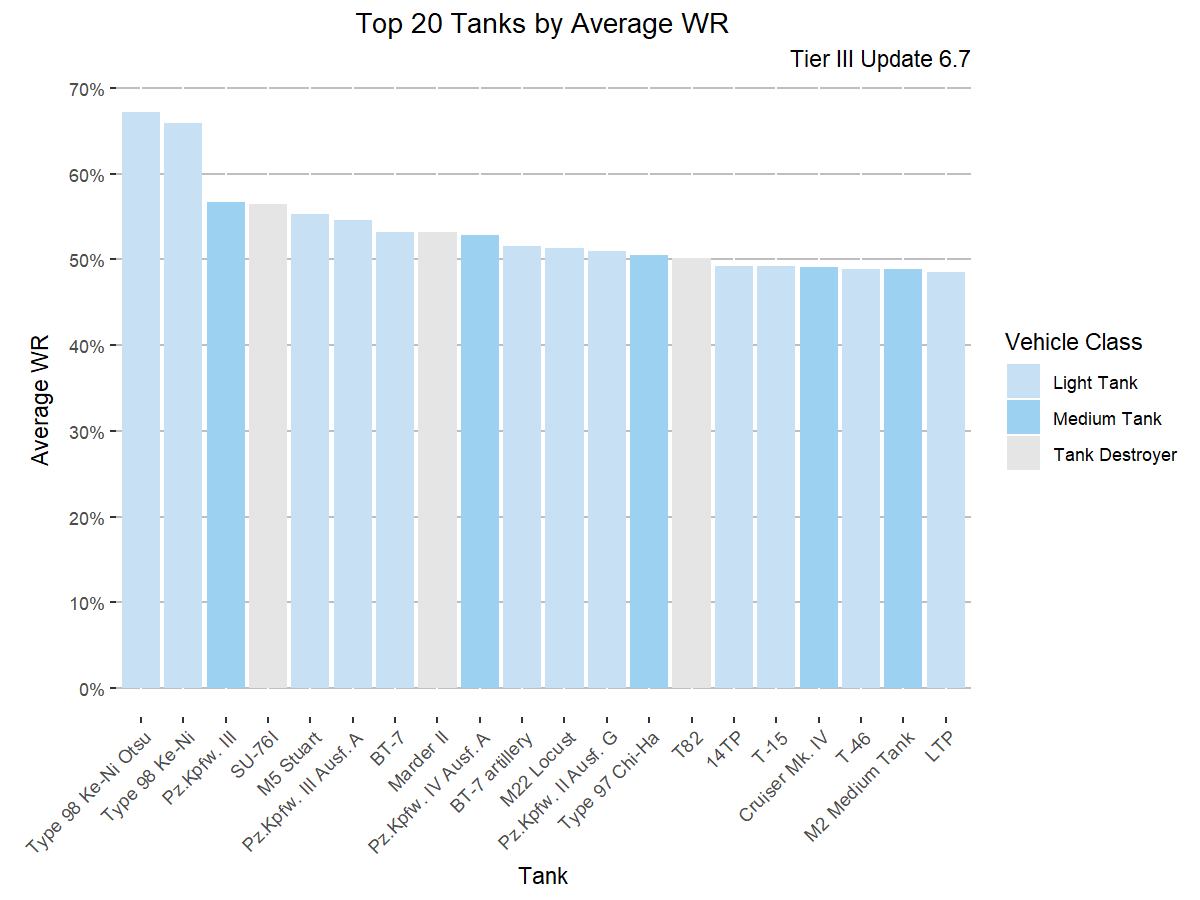 Top 20 Tanks by Average WR
Tier III Update 6.7
70%
60%
50%
40%
30%
20%
10%
0%
Average WR
Type 98 Ke-Ni Otsu
Type 98 Ke-Ni
Pz.Kpfw. III
SU-76I
M5 Stuart
Pz.Kpfw. III Ausf. A
BT-7
Marder II
Pz.Kpfw. IV Ausf. A
BT-7 artillery
M22 Locust
Pz.Kpfw. II Ausf. G
Type 97 Chi-Ha
T82
14TP
T-15
Cruiser Mk. IV
T-46
M2 Medium Tank
LTP
Tank
Vehicle Class
Light Tank
Medium Tank
Tank Destroyer